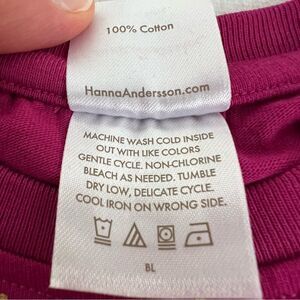 100% Cotton
HannaAndersson.com
MACHINE WASH COLD INSIDE
OUT WITH LIKE COLORS
GENTLE CYCLE. NON-CHLORINE
BLEACH AS NEEDED. TUMBLE
DRY LOW, DELICATE CYCLE.
COOL IRON ON WRONG SIDE.
BL